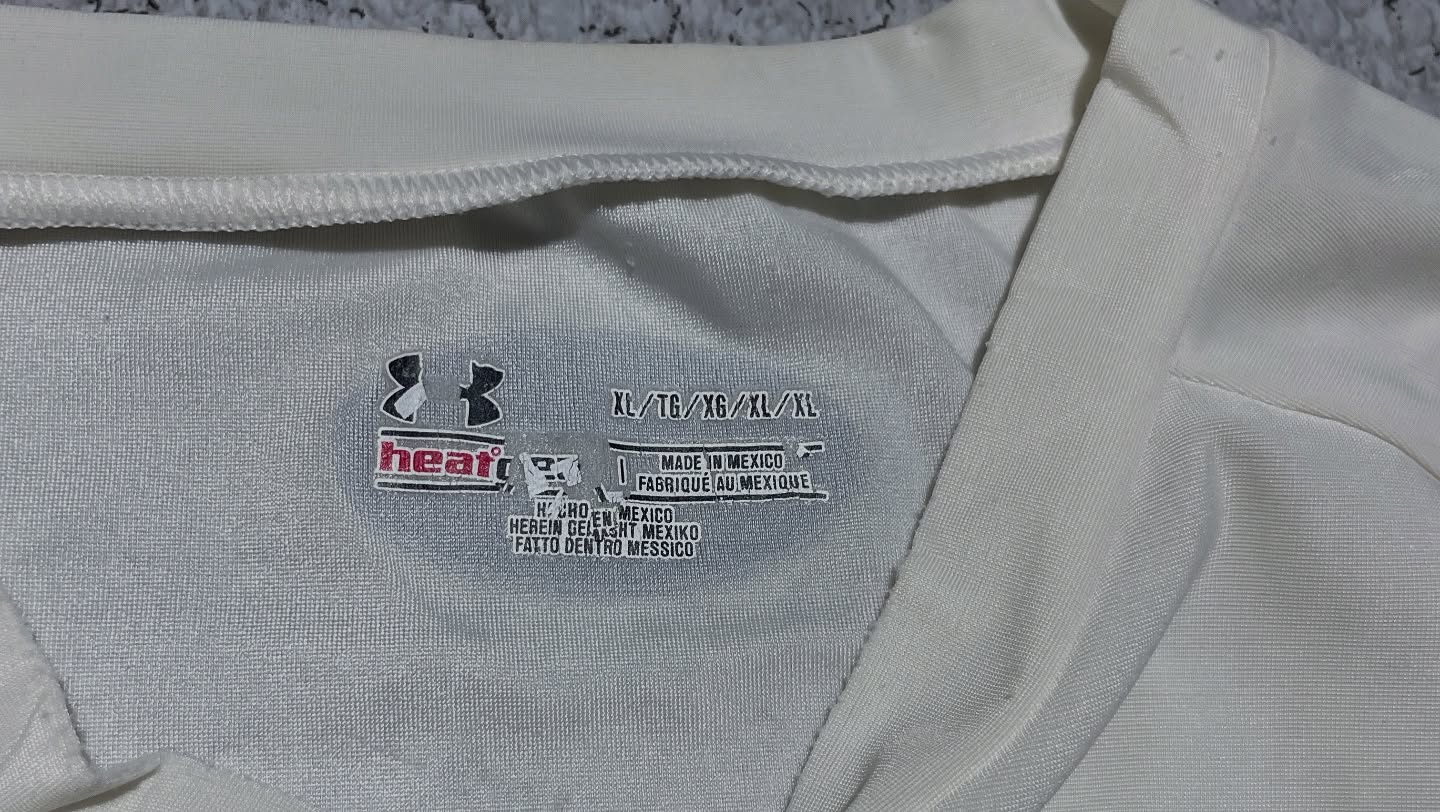 XL/TG/XG/XL/XL
heat
MADE IN MEXICO
FABRIQUÉ AU MEXIQUE
EN MEXICO
HEREIN MEXIKO
FATTO DENTRO MESSICO